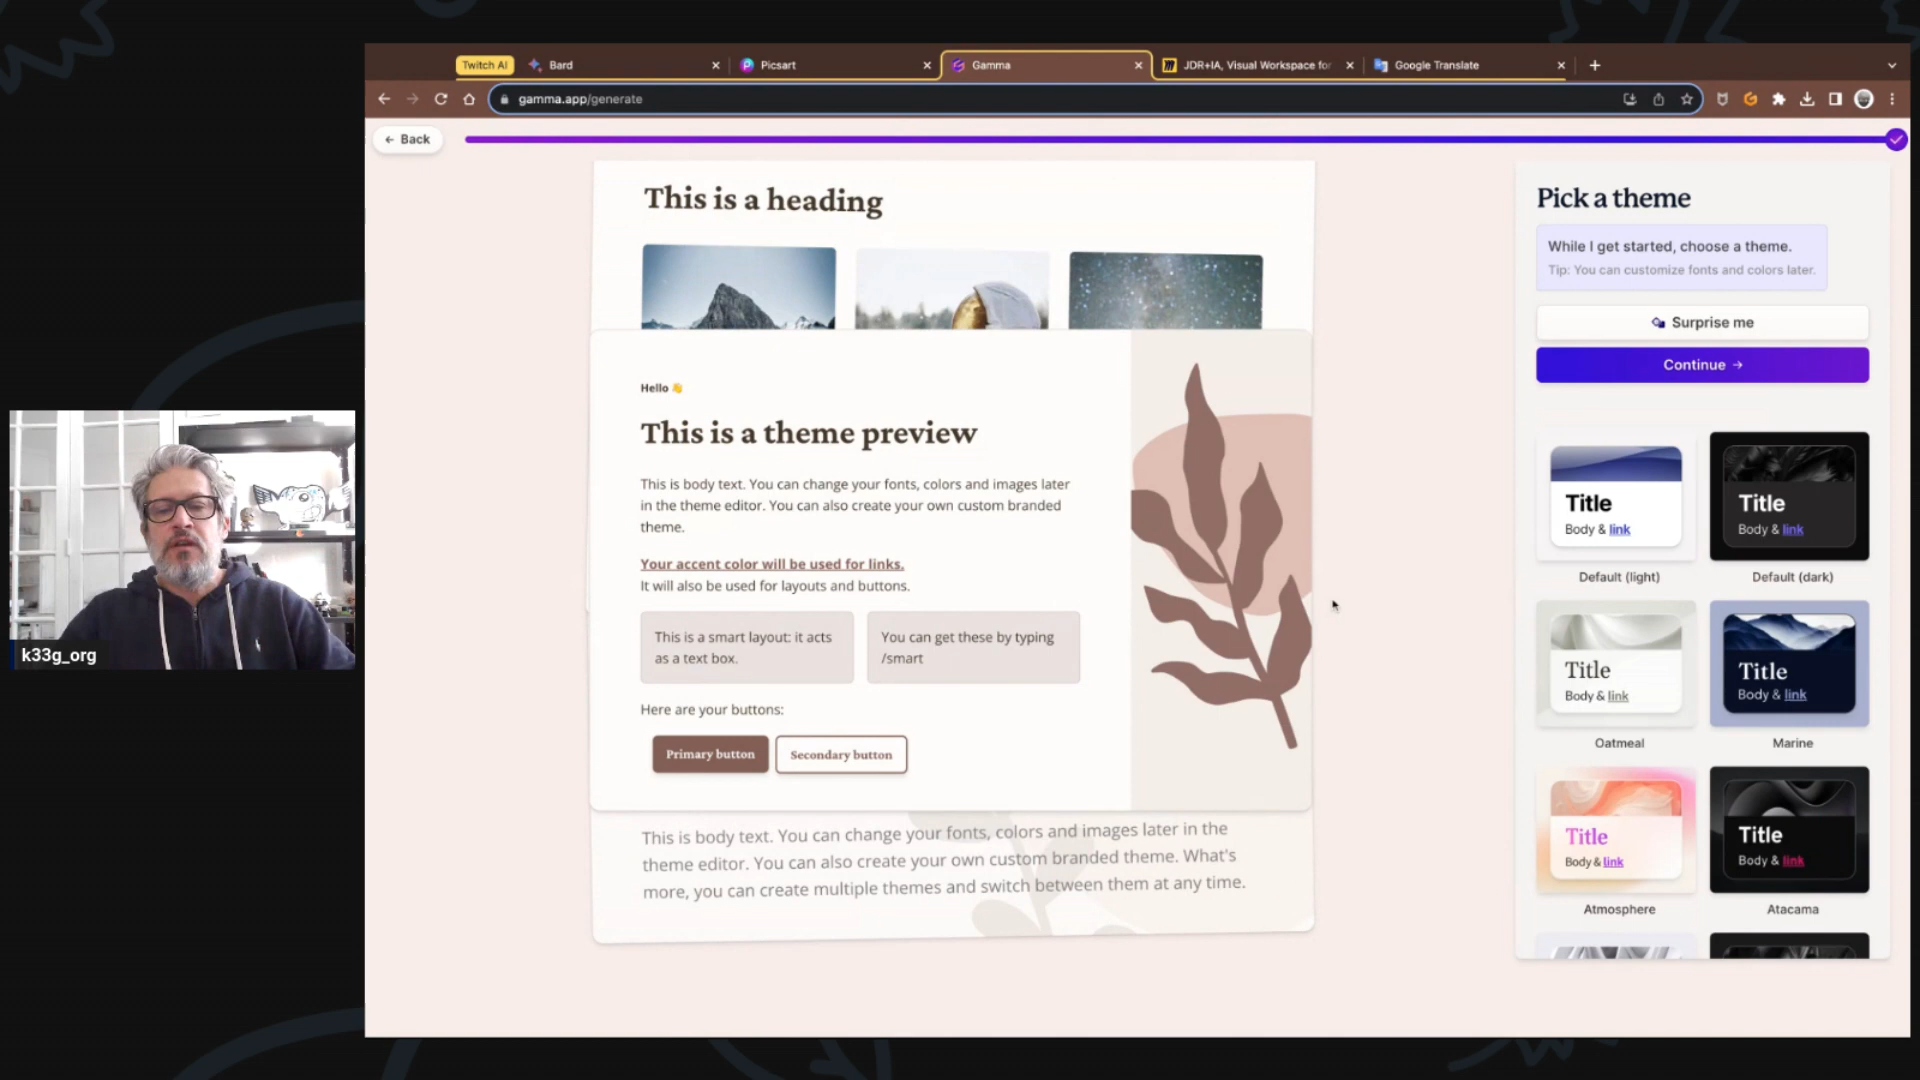 Twitch AI
Bard
Picsart
Gamma
JDR+IA, Visual Workspace for
Google Translate
gamma.app/generate
← Back
This is a heading
Hello 👋
This is a theme preview
This is body text. You can change your fonts, colors and images later
in the theme editor. You can also create your own custom branded
theme.
Your accent color will be used for links.
It will also be used for layouts and buttons.
This is a smart layout: it acts
as a text box.
You can get these by typing
/smart
Here are your buttons:
Primary button
Secondary button
This is body text. You can change your fonts, colors and images later in the
theme editor. You can also create your own custom branded theme. What's
more, you can create multiple themes and switch between them at any time.
Pick a theme
While I get started, choose a theme.
Tip: You can customize fonts and colors later.
Surprise me
Continue →
Title
Body & link
Default (light)
Title
Body & link
Default (dark)
Title
Body & link
Oatmeal
Title
Body & link
Marine
Title
Body & link
Atmosphere
Title
Body & link
Atacama
k33g_org